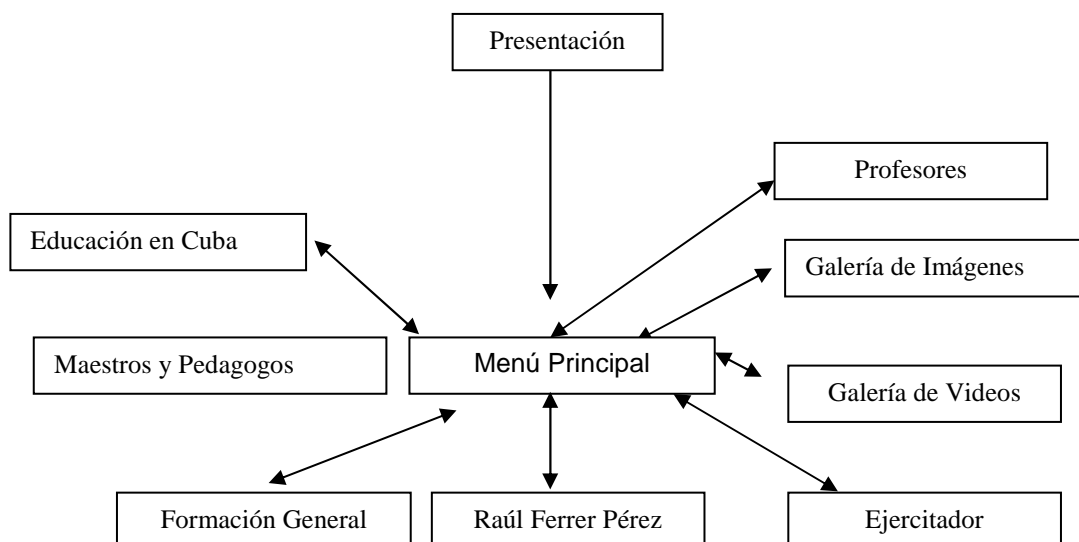 Presentación
Profesores
Educación en Cuba
Galería de Imágenes
Maestros y Pedagogos
Menú Principal
Galería de Videos
Formación General
Raúl Ferrer Pérez
Ejercitador